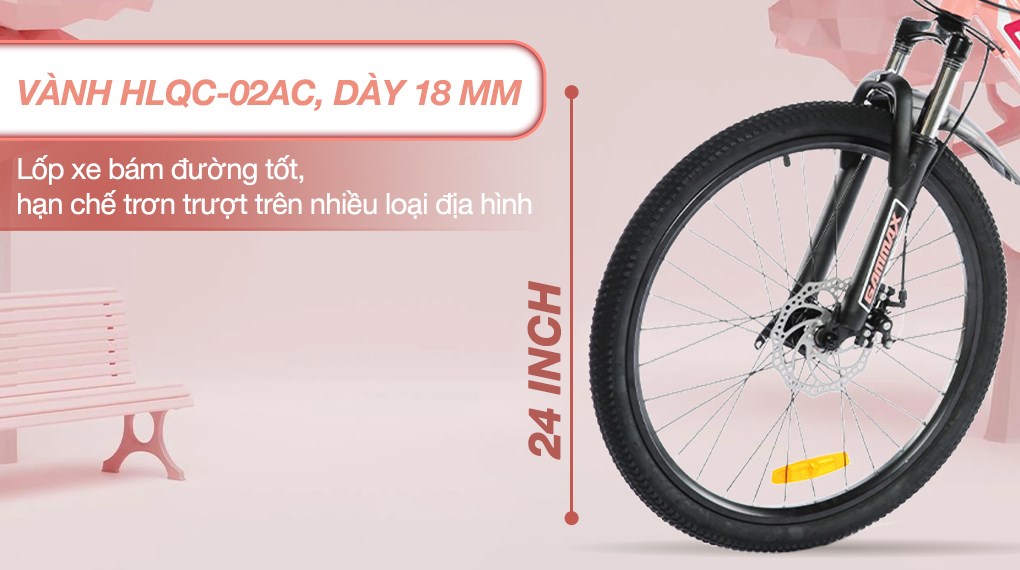 VÀNH HLQC-02AC, DÀY 18 MM
Lốp xe bám đường tốt,
hạn chế trơn trượt trên nhiều loại địa hình
24 INCH
GAMMAX